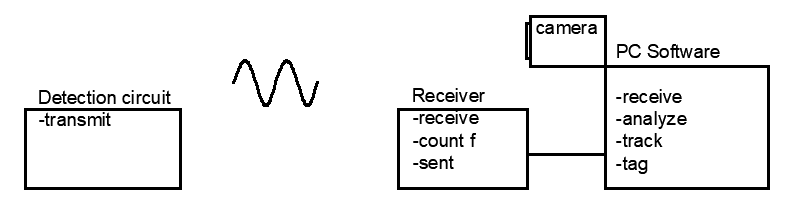 camera
PC Software
-receive
-analyze
-track
-tag
Detection circuit
-transmit
Receiver
-receive
-count f
-sent